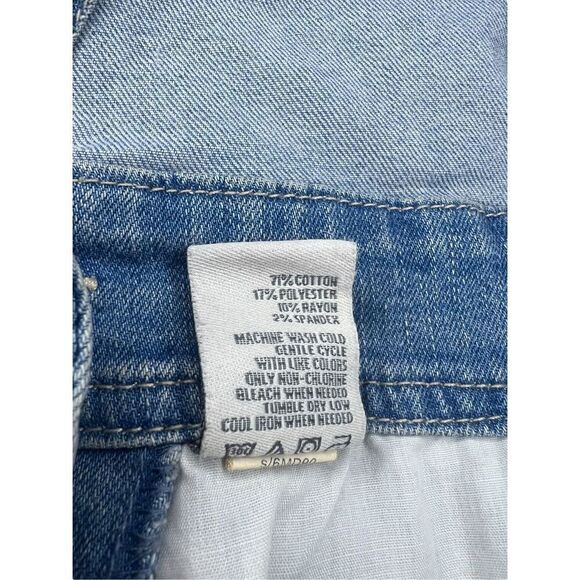 71% COTTON
17% POLYESTER
10% RAYON
2% SPANDEX
MACHINE WASH COLD
GENTLE CYCLE
WITH LIKE COLORS
ONLY NON-CHLORINE
BLEACH WHEN NEEDED
TUMBLE DRY LOW
COOL IRON WHEN NEEDED